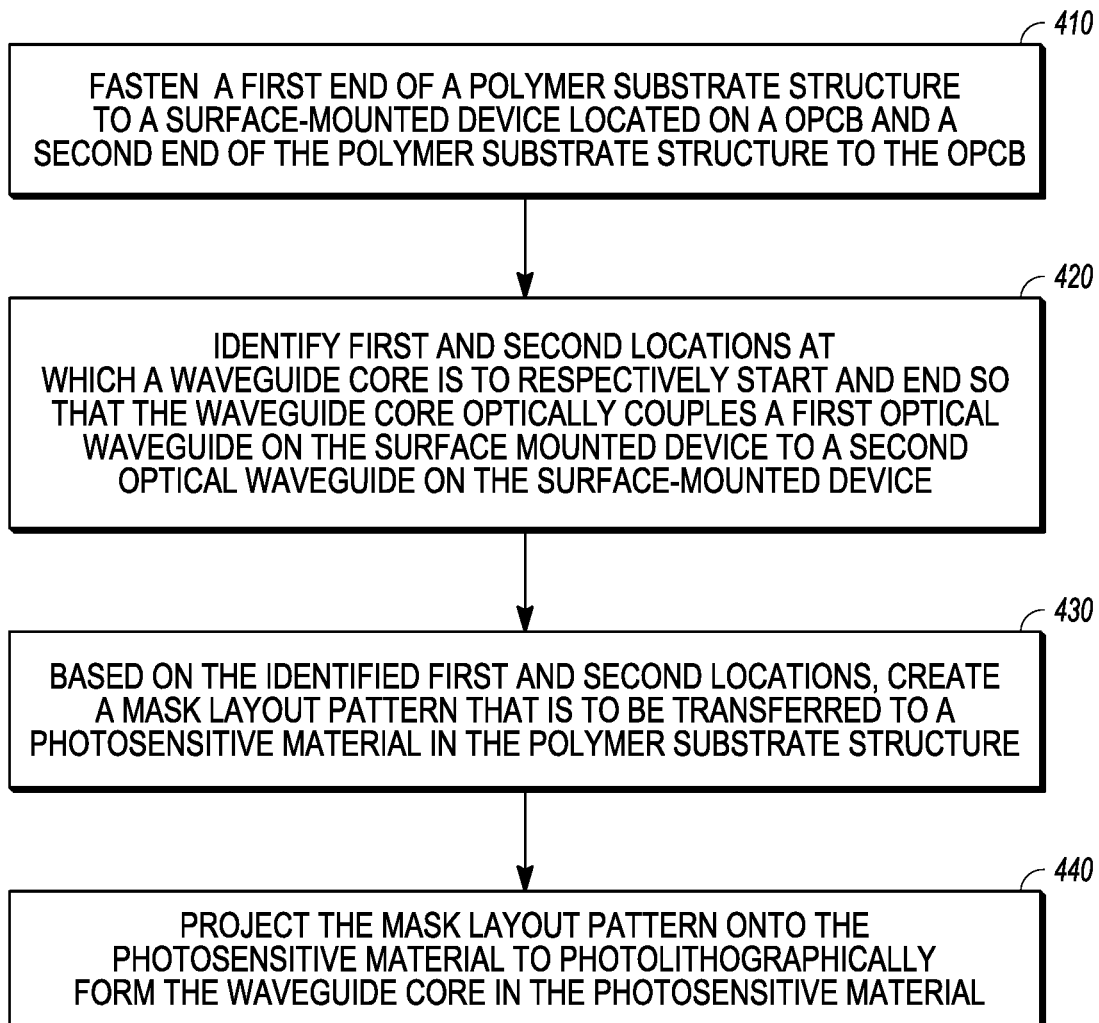 410
FASTEN A FIRST END OF A POLYMER SUBSTRATE STRUCTURE
TO A SURFACE-MOUNTED DEVICE LOCATED ON A OPCB AND A
SECOND END OF THE POLYMER SUBSTRATE STRUCTURE TO THE OPCB
420
IDENTIFY FIRST AND SECOND LOCATIONS AT
WHICH A WAVEGUIDE CORE IS TO RESPECTIVELY START AND END SO
THAT THE WAVEGUIDE CORE OPTICALLY COUPLES A FIRST OPTICAL
WAVEGUIDE ON THE SURFACE MOUNTED DEVICE TO A SECOND
OPTICAL WAVEGUIDE ON THE SURFACE-MOUNTED DEVICE
430
BASED ON THE IDENTIFIED FIRST AND SECOND LOCATIONS, CREATE
A MASK LAYOUT PATTERN THAT IS TO BE TRANSFERRED TO A
PHOTOSENSITIVE MATERIAL IN THE POLYMER SUBSTRATE STRUCTURE
440
PROJECT THE MASK LAYOUT PATTERN ONTO THE
PHOTOSENSITIVE MATERIAL TO PHOTOLITHOGRAPHICALLY
FORM THE WAVEGUIDE CORE IN THE PHOTOSENSITIVE MATERIAL